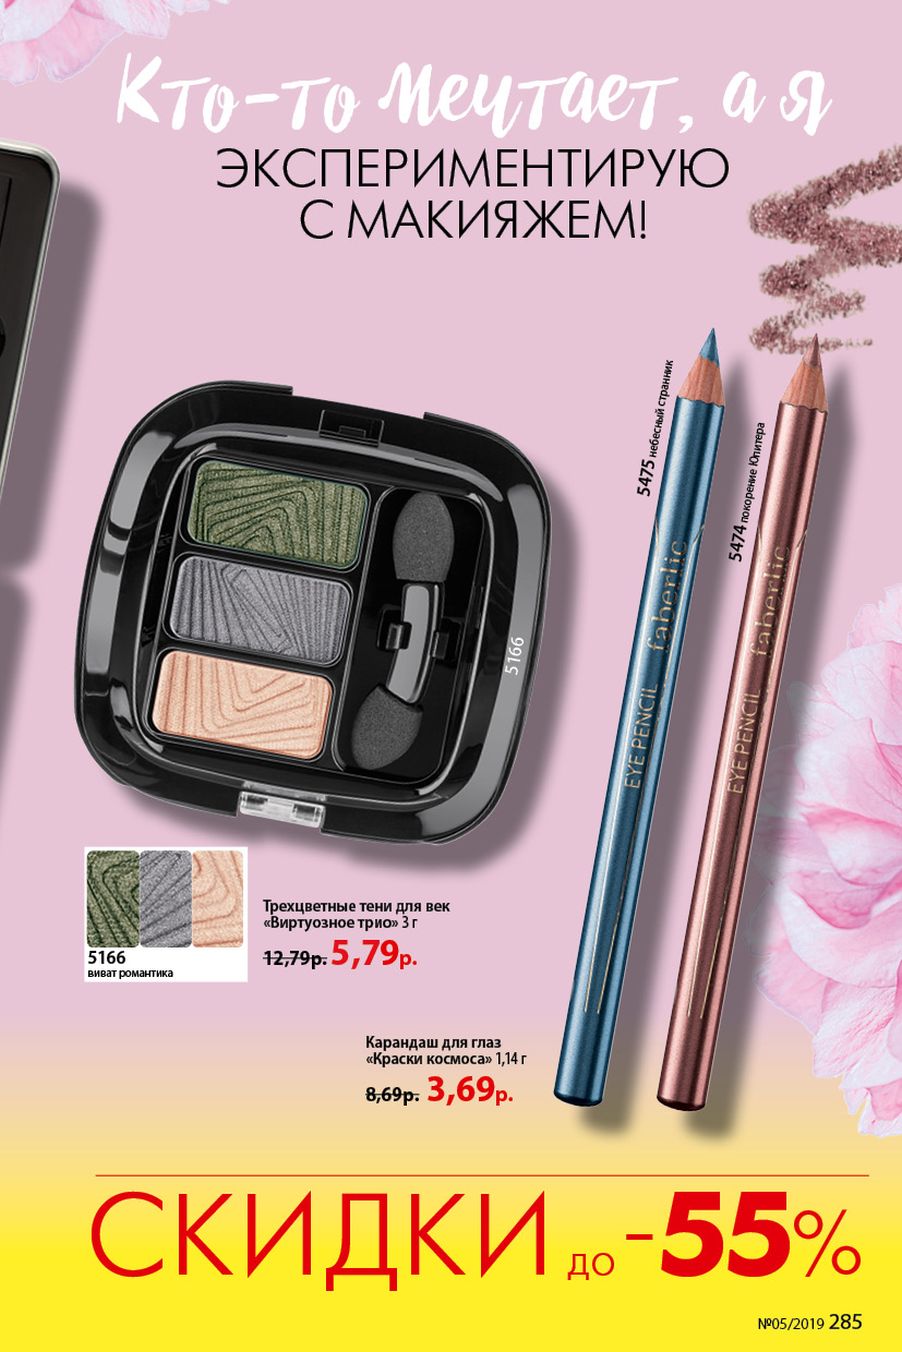 Кто-то мечтает, а я
ЭКСПЕРИМЕНТИРУЮ
С МАКИЯЖЕМ!
5475 небесный странник
5474 покорение Юпитера
faberlic
EYE PENCIL
faberlic
EYE PENCIL
5166
5166
виват романтика
Трехцветные тени для век
«Виртуозное трио» 3 г
12,79р. 5,79р.
Карандаш для глаз
«Краски космоса» 1,14 г
8,69р. 3,69р.
СКИДКИ ДО -55%
№05/2019 285